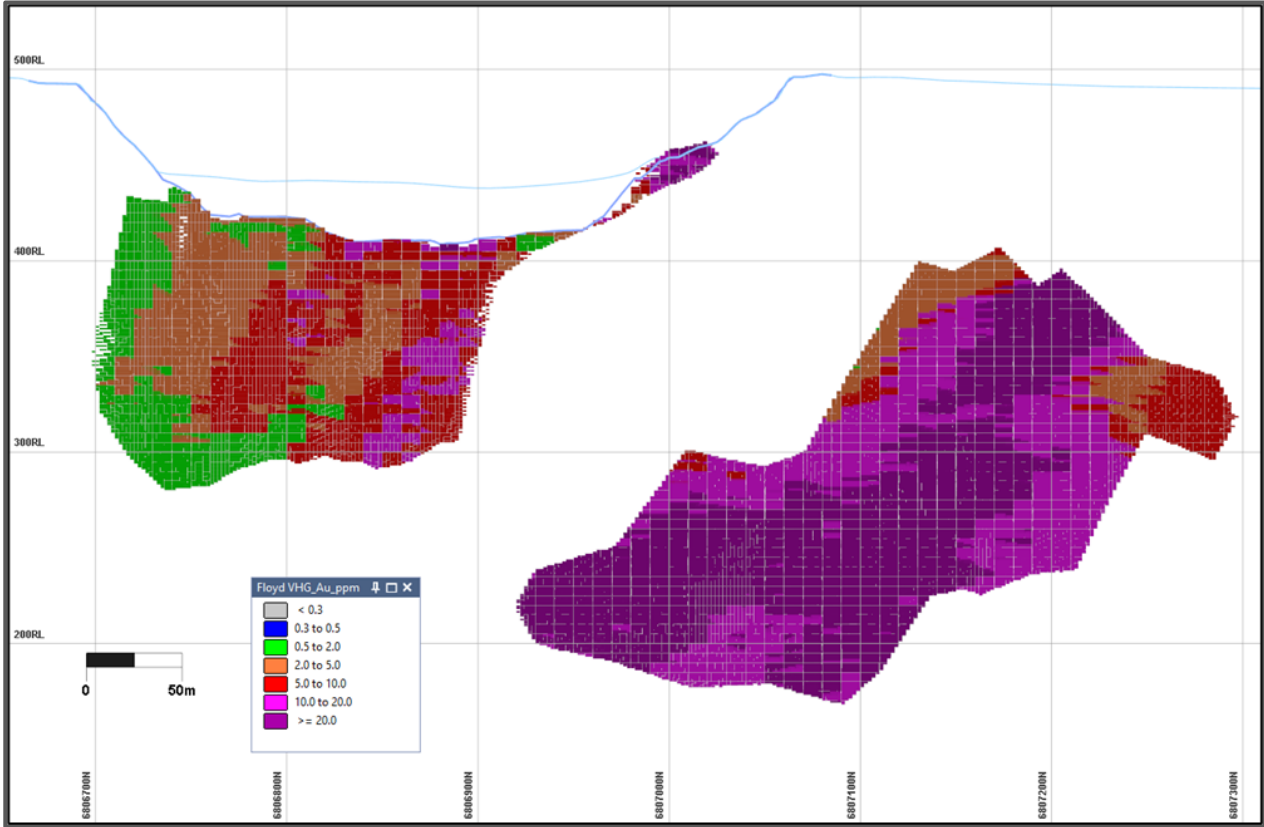 500RL
400RL
300RL
200RL
Floyd VHG_Au_ppm
< 0.3
0.3 to 0.5
0.5 to 2.0
2.0 to 5.0
5.0 to 10.0
10.0 to 20.0
>= 20.0
0 50m
6806700N
6806800N
6806900N
6807000N
6807100N
6807200N
6807300N